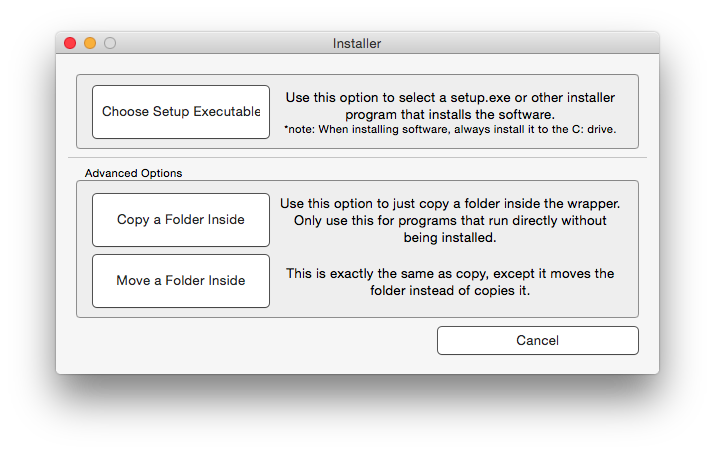 Installer
Choose Setup Executable
Use this option to select a setup.exe or other installer
program that installs the software.
*note: When installing software, always install it to the C: drive.
Advanced Options
Copy a Folder Inside
Use this option to just copy a folder inside the wrapper.
Only use this for programs that run directly without
being installed.
Move a Folder Inside
This is exactly the same as copy, except it moves the
folder instead of copies it.
Cancel